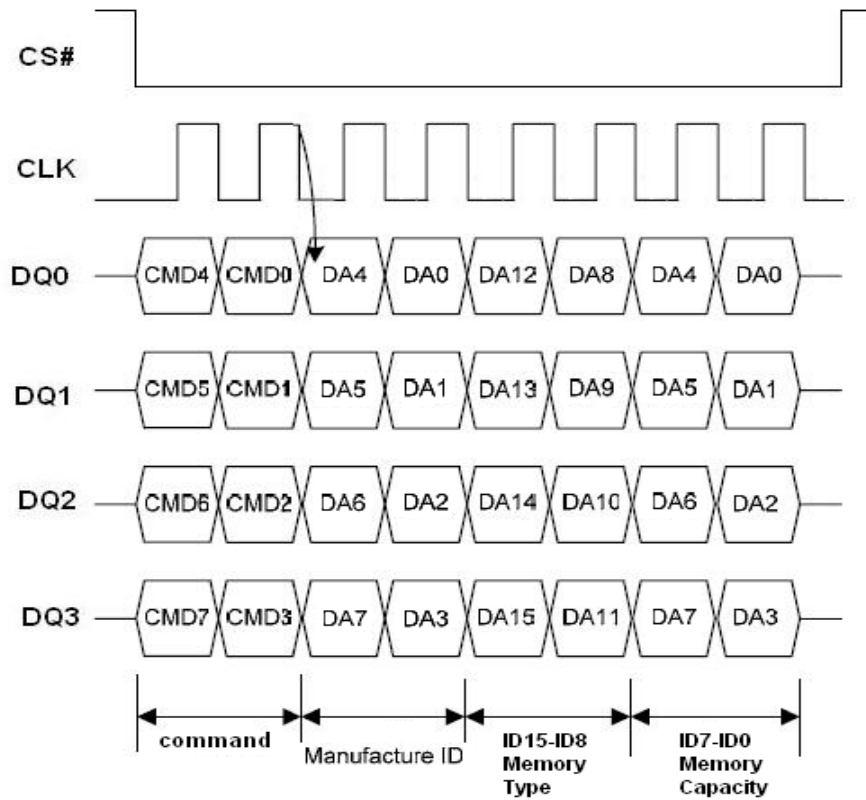 CS#
CLK
DQ0 CMD4 CMD0 DA4 DA0 DA12 DA8 DA4 DA0
DQ1 CMD5 CMD1 DA5 DA1 DA13 DA9 DA5 DA1
DQ2 CMD6 CMD2 DA6 DA2 DA14 DA10 DA6 DA2
DQ3 CMD7 CMD3 DA7 DA3 DA15 DA11 DA7 DA3
command
Manufacture ID
ID15-ID8
Memory
Type
ID7-ID0
Memory
Capacity